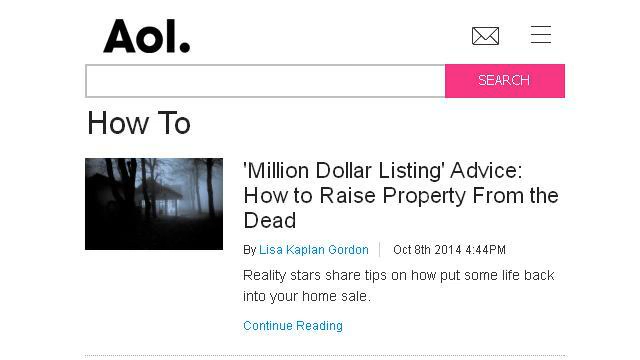 Aol.
SEARCH
How To
'Million Dollar Listing' Advice:
How to Raise Property From the
Dead
By Lisa Kaplan Gordon | Oct 8th 2014 4:44PM
Reality stars share tips on how put some life back
into your home sale.
Continue Reading